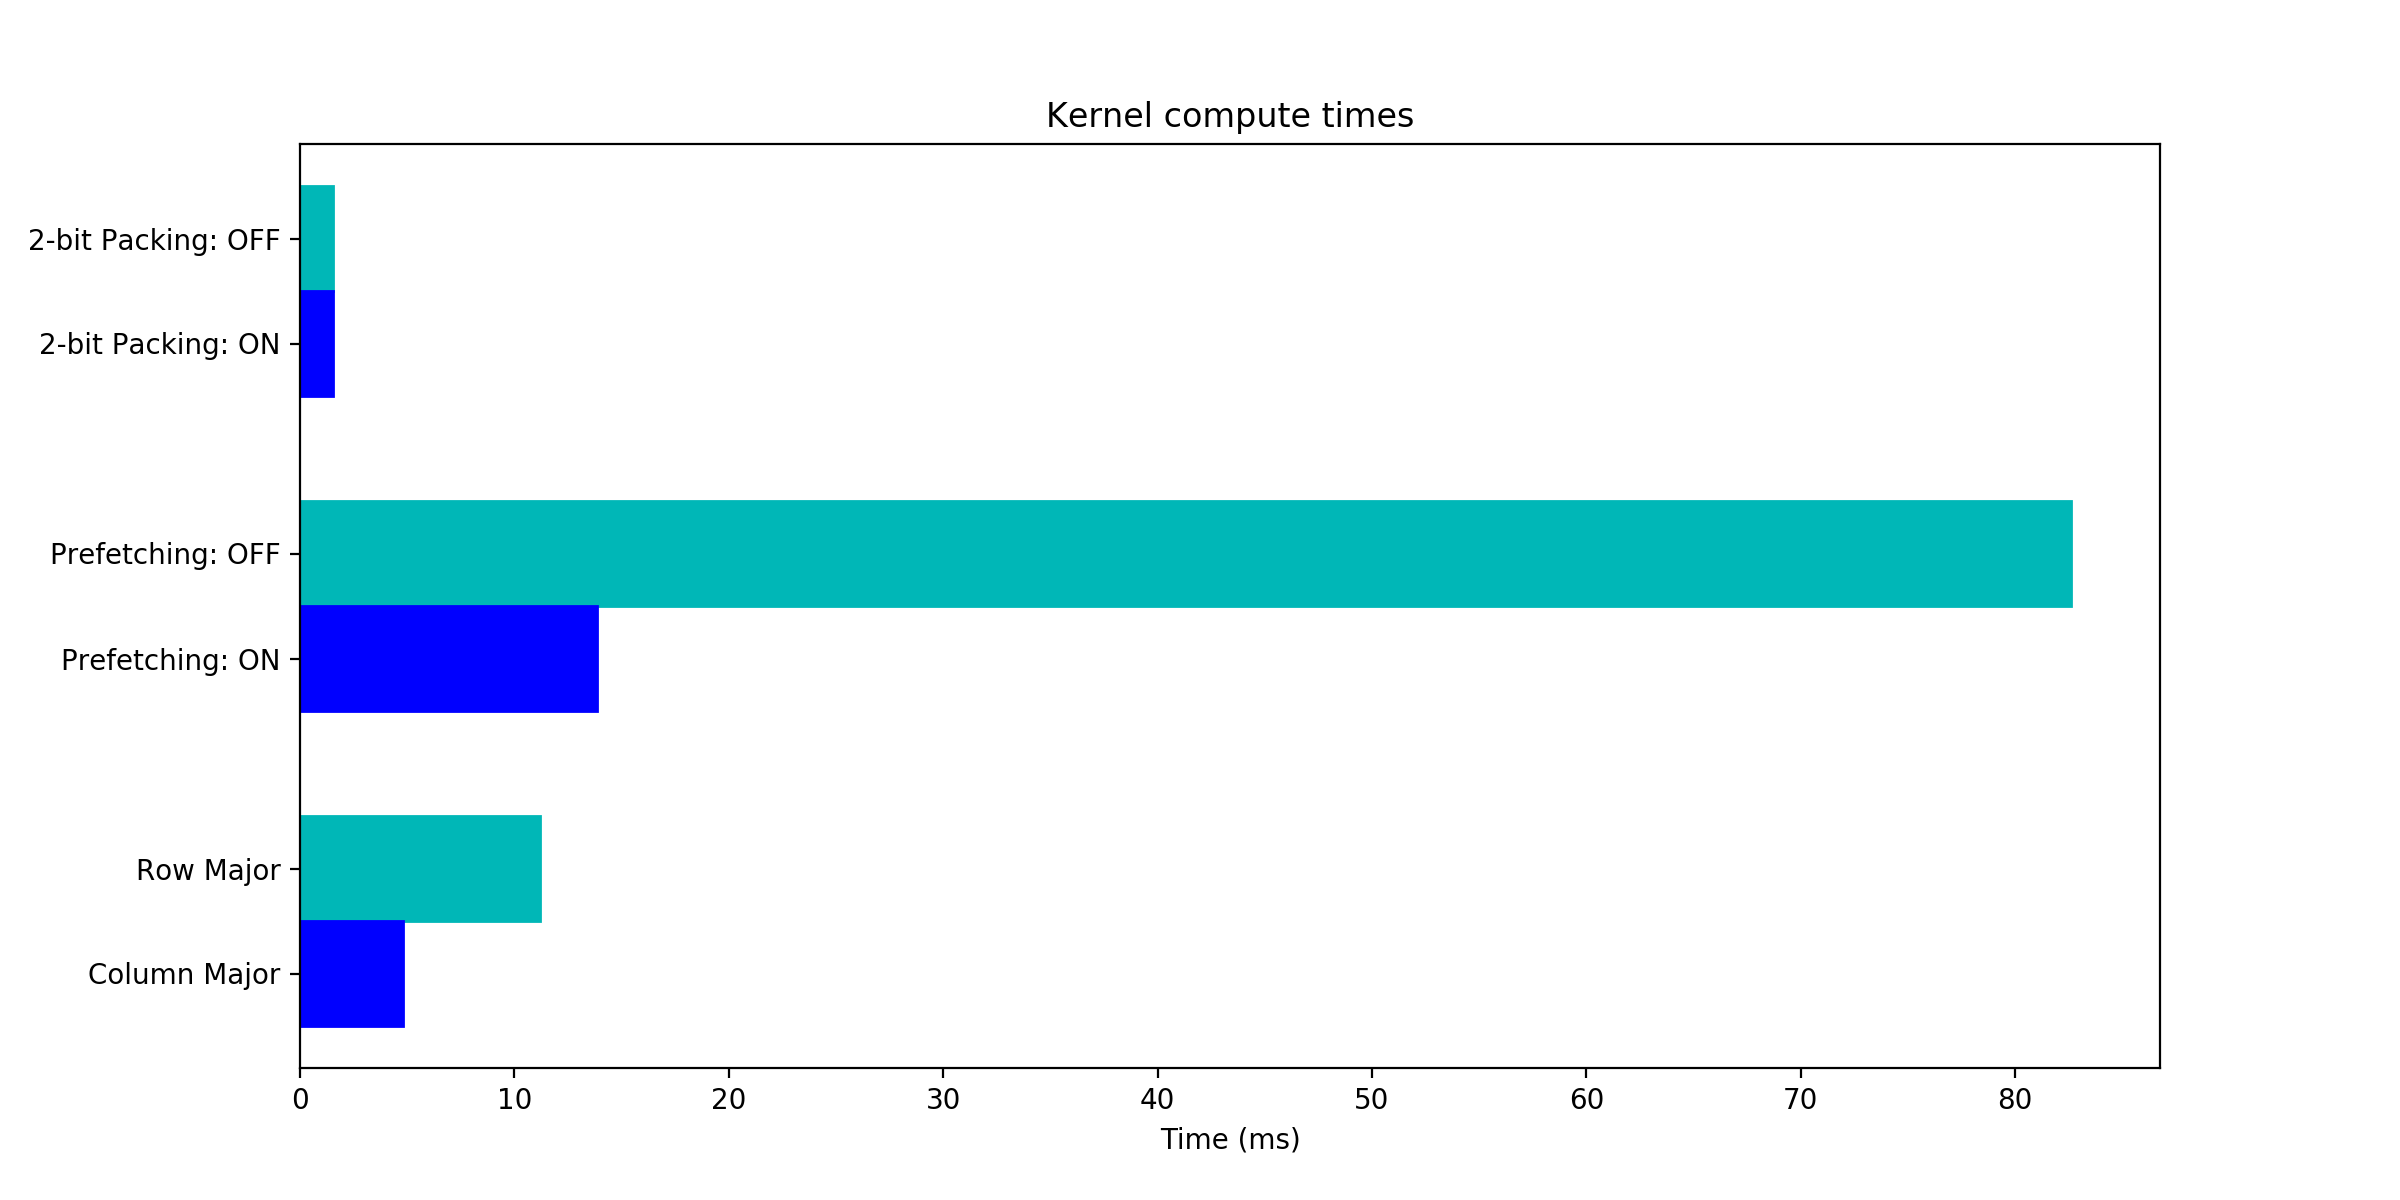 Kernel compute times
2-bit Packing: OFF
2-bit Packing: ON
Prefetching: OFF
Prefetching: ON
Row Major
Column Major
0 10 20 30 40 50 60 70 80
Time (ms)